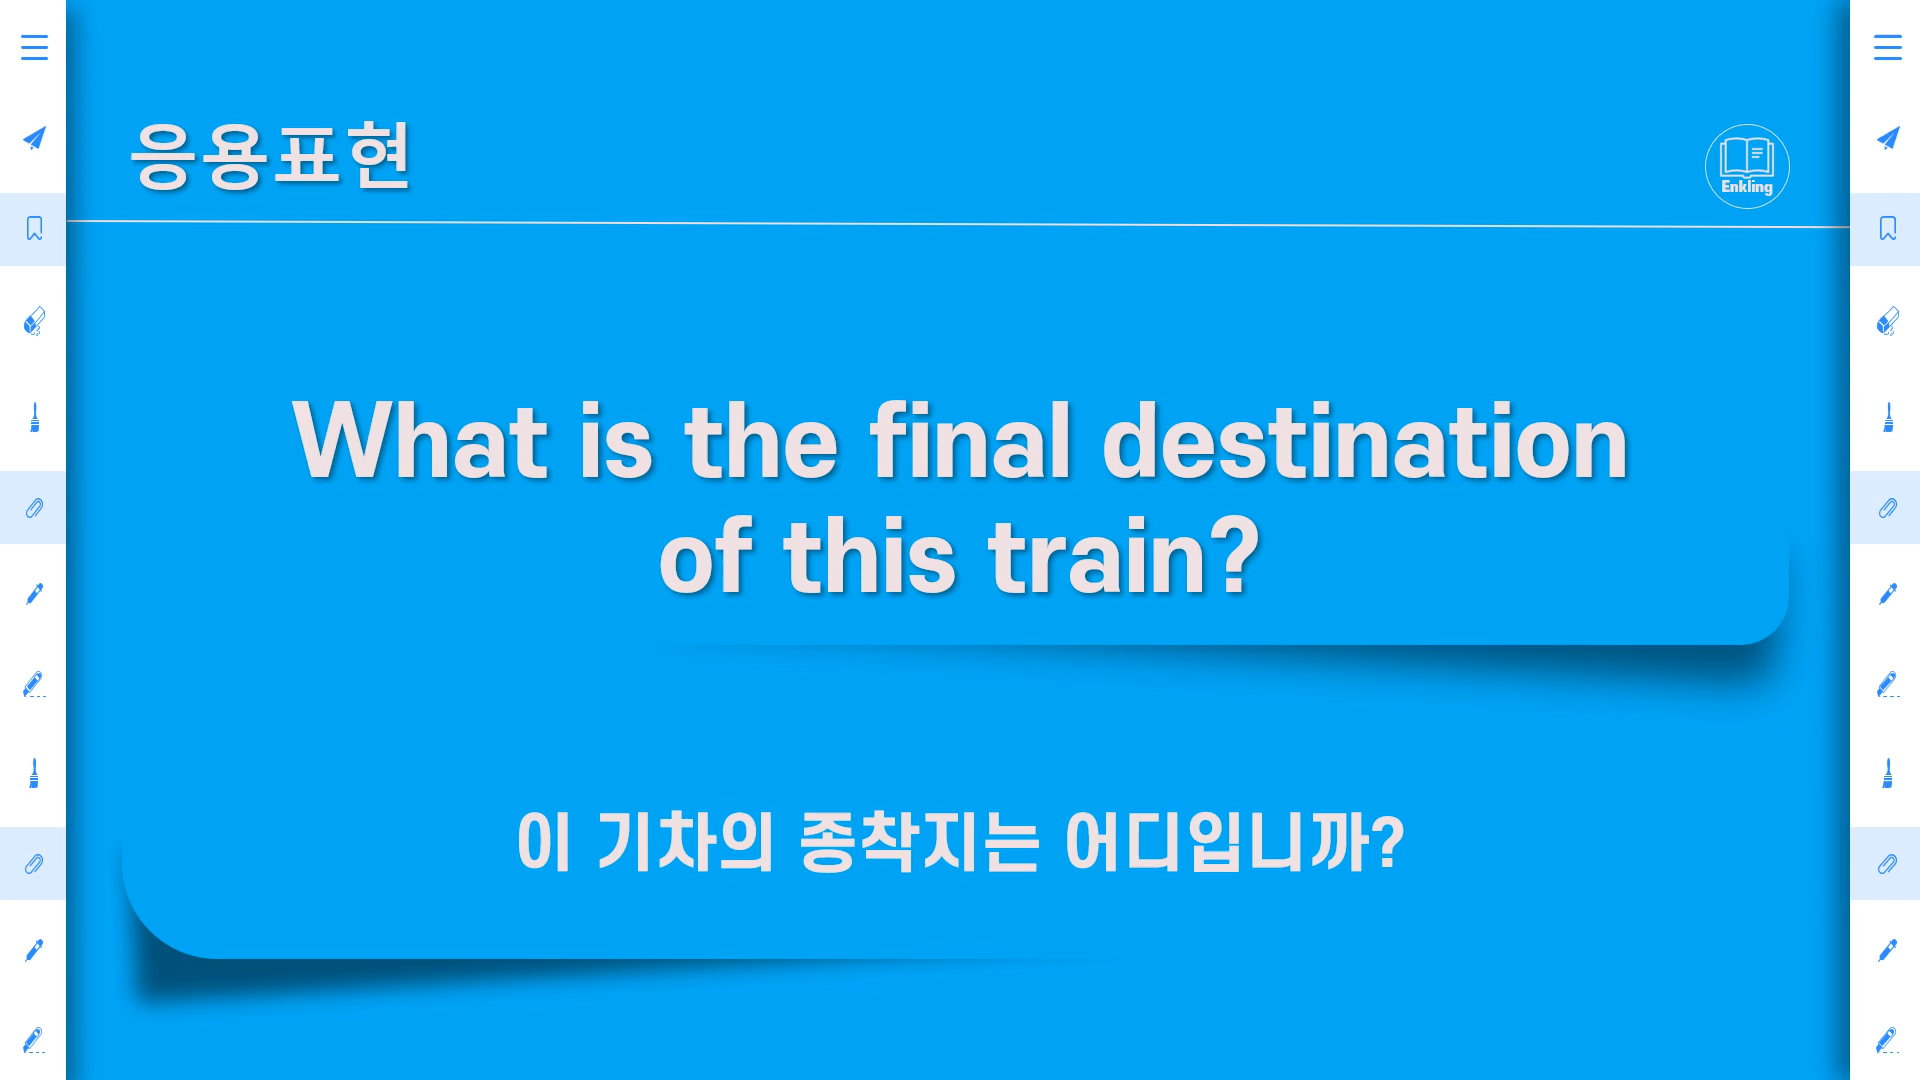 응용표현
Enkling
What is the final destination
of this train?
이 기차의 종착지는 어디입니까?